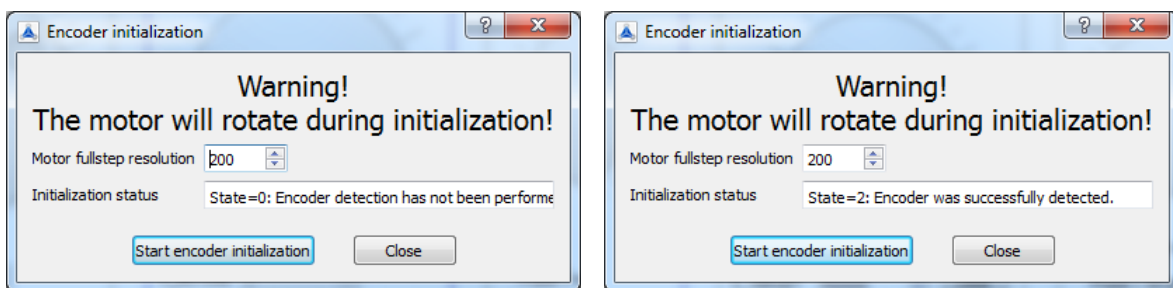 Encoder initialization
?
X
Warning!
The motor will rotate during initialization!
Motor fullstep resolution 200
Initialization status State=0: Encoder detection has not been performe
Start encoder initialization Close
Encoder initialization
?
X
Warning!
The motor will rotate during initialization!
Motor fullstep resolution 200
Initialization status State=2: Encoder was successfully detected.
Start encoder initialization Close